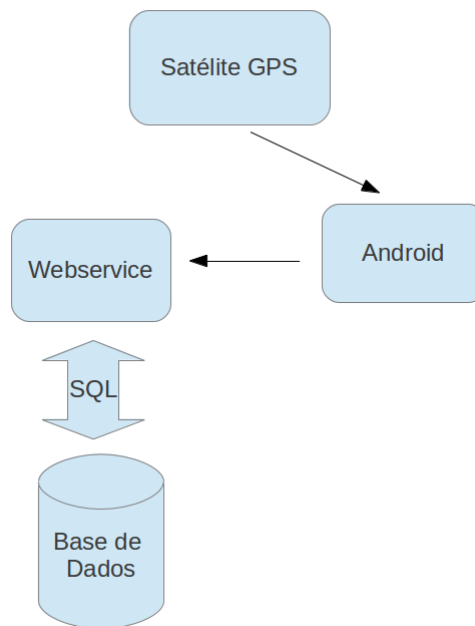 Satélite GPS
Android
Webservice
SQL
Base de
Dados